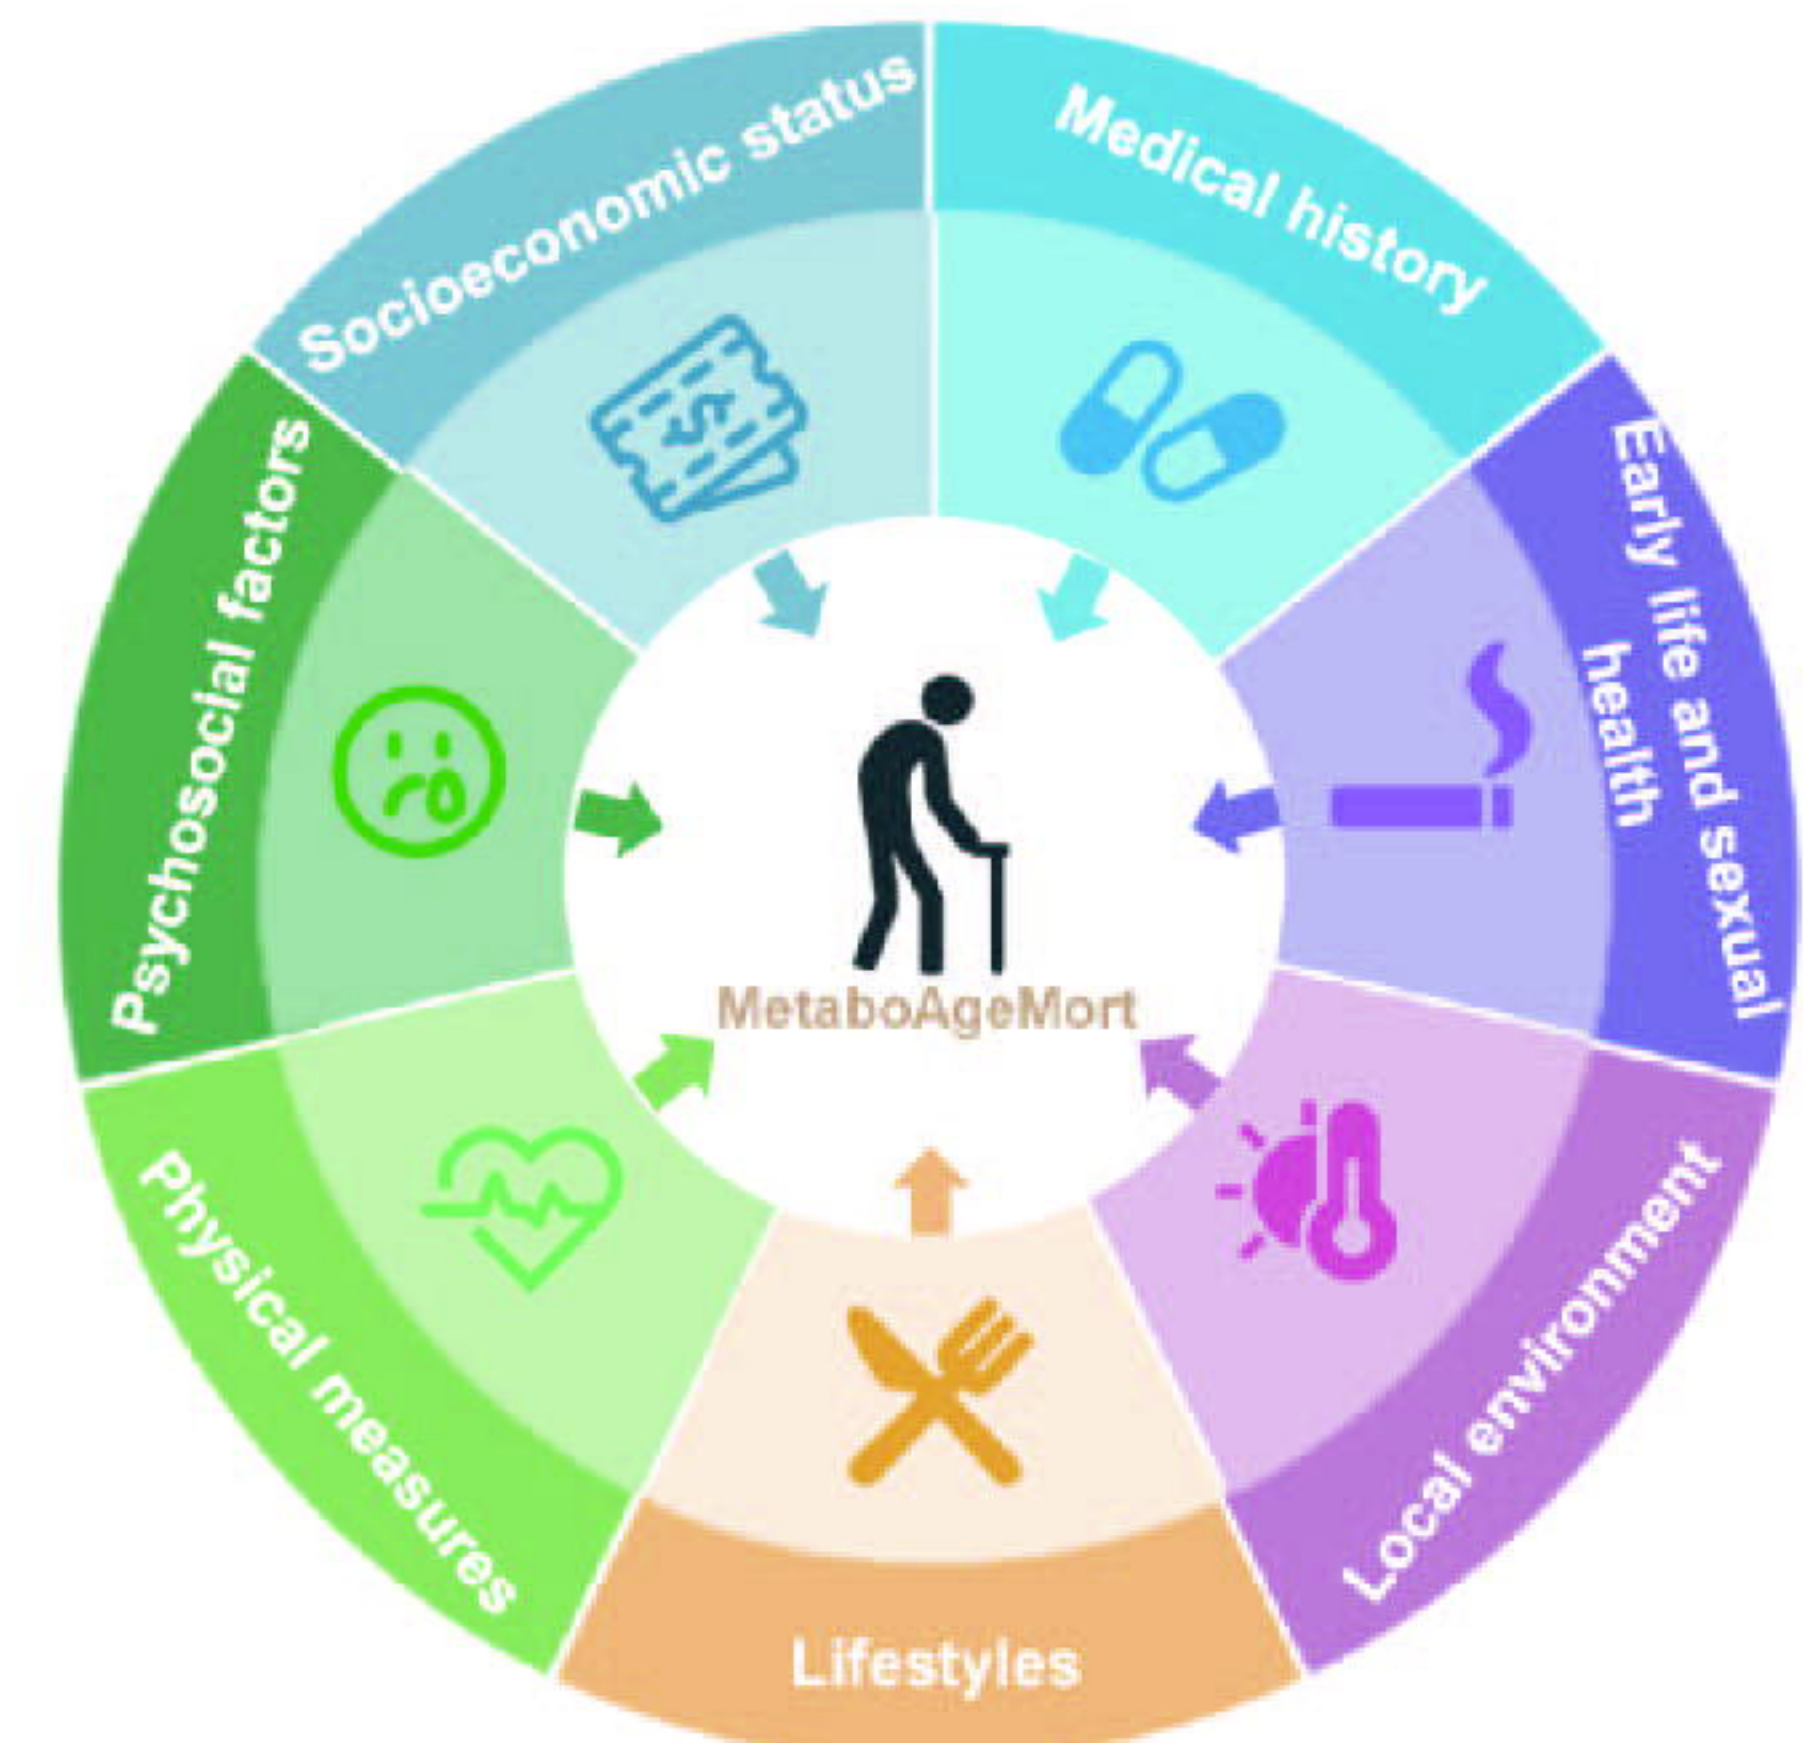 Socioeconomic status
Medical history
Early life and sexual
health
Local environment
Lifestyles
Physical measures
Psychosocial factors
$
MetaboAgeMort